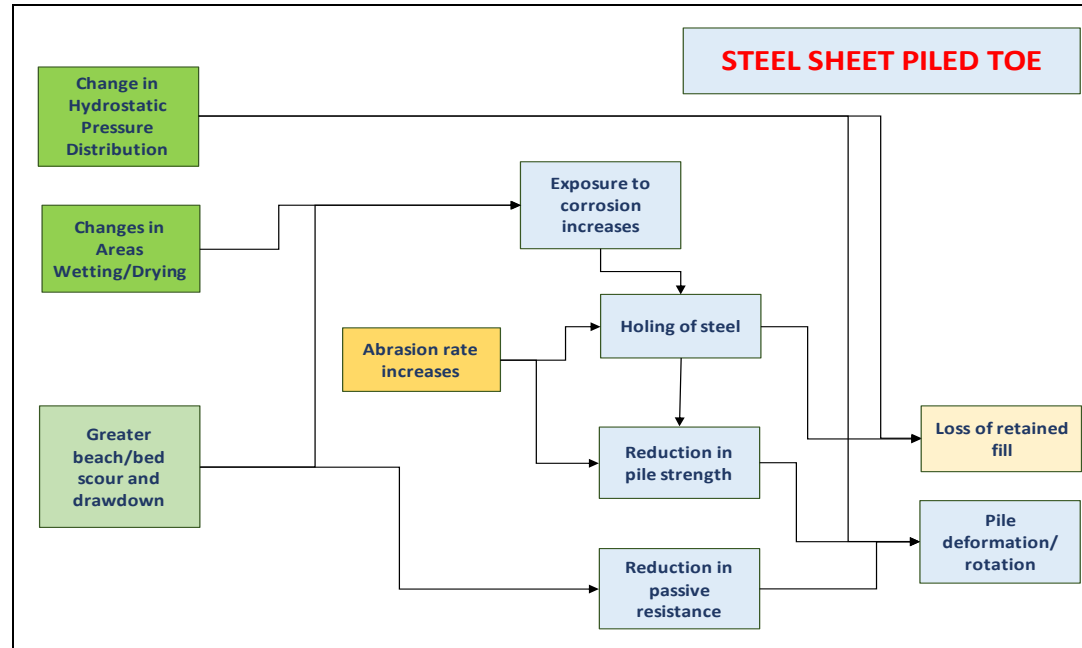 STEEL SHEET PILED TOE
Change in
Hydrostatic
Pressure
Distribution
Exposure to
corrosion
increases
Changes in
Areas
Wetting/Drying
Holing of steel
Abrasion rate
increases
Greater
beach/bed
scour and
drawdown
Reduction in
pile strength
Loss of retained
fill
Pile
deformation/
rotation
Reduction in
passive
resistance